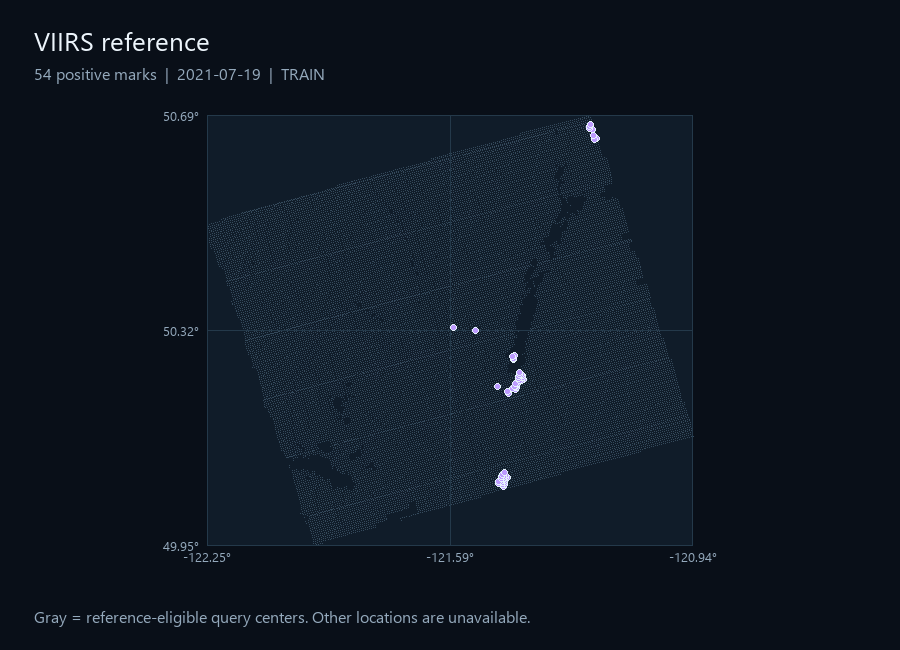 VIIRS reference
54 positive marks | 2021-07-19 | TRAIN
50.69°
50.32°
49.95°
-122.25°
-121.59°
-120.94°
Gray = reference-eligible query centers. Other locations are unavailable.